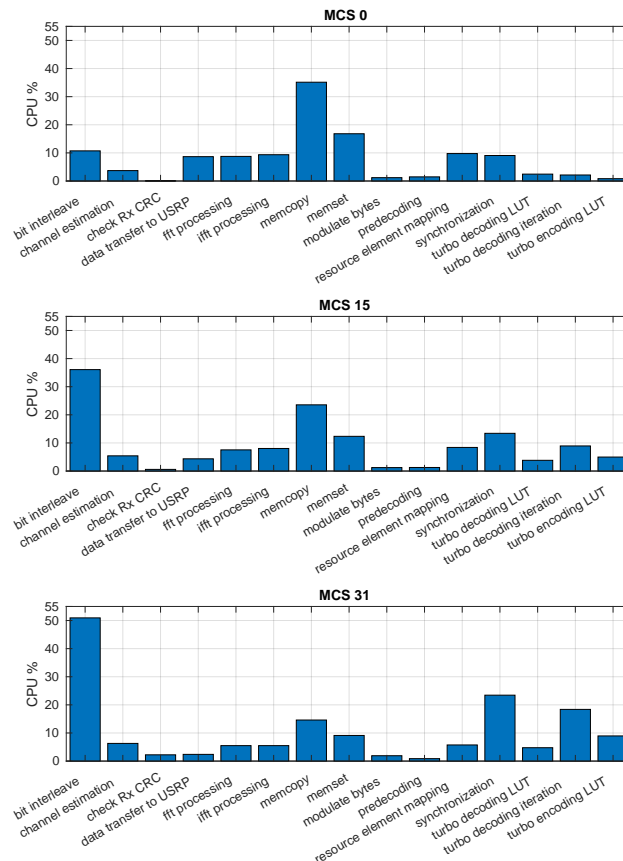 MCS 0
CPU %
55
50
40
30
20
10
0
bit interleave
channel estimation
check Rx CRC
data transfer to USRP
fft processing
ifft processing
memcopy
memset
modulate bytes
predecoding
resource element mapping
synchronization
turbo decoding LUT
turbo decoding iteration
turbo encoding LUT
MCS 15
CPU %
55
50
40
30
20
10
0
bit interleave
channel estimation
check Rx CRC
data transfer to USRP
fft processing
ifft processing
memcopy
memset
modulate bytes
predecoding
resource element mapping
synchronization
turbo decoding LUT
turbo decoding iteration
turbo encoding LUT
MCS 31
CPU %
55
50
40
30
20
10
0
bit interleave
channel estimation
check Rx CRC
data transfer to USRP
fft processing
ifft processing
memcopy
memset
modulate bytes
predecoding
resource element mapping
synchronization
turbo decoding LUT
turbo decoding iteration
turbo encoding LUT